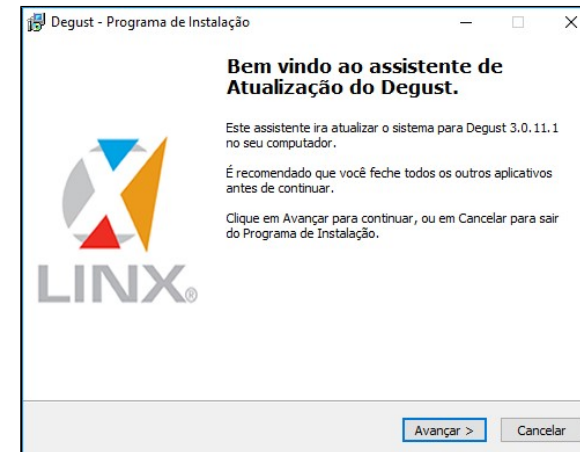 Degust - Programa de Instalação
Bem vindo ao assistente de
Atualização do Degust.
Este assistente ira atualizar o sistema para Degust 3.0.11.1
no seu computador.
É recomendado que você feche todos os outros aplicativos
antes de continuar.
Clique em Avançar para continuar, ou em Cancelar para sair
do Programa de Instalação.
LINX®
Avançar >
Cancelar